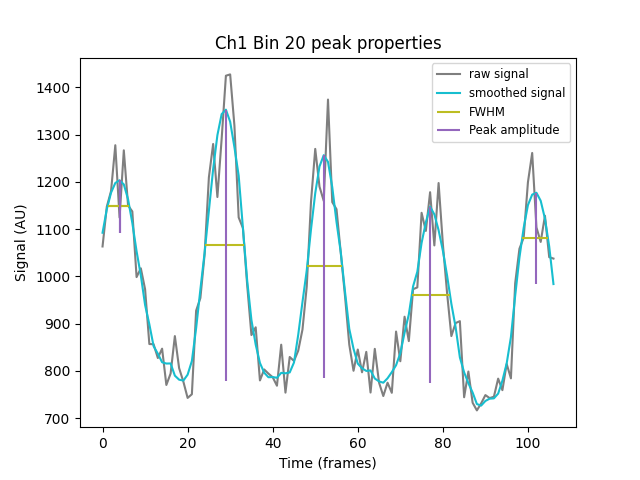 Ch1 Bin 20 peak properties
raw signal
smoothed signal
FWHM
Peak amplitude
Signal (AU)
1400
1300
1200
1100
1000
900
800
700
0 20 40 60 80 100
Time (frames)